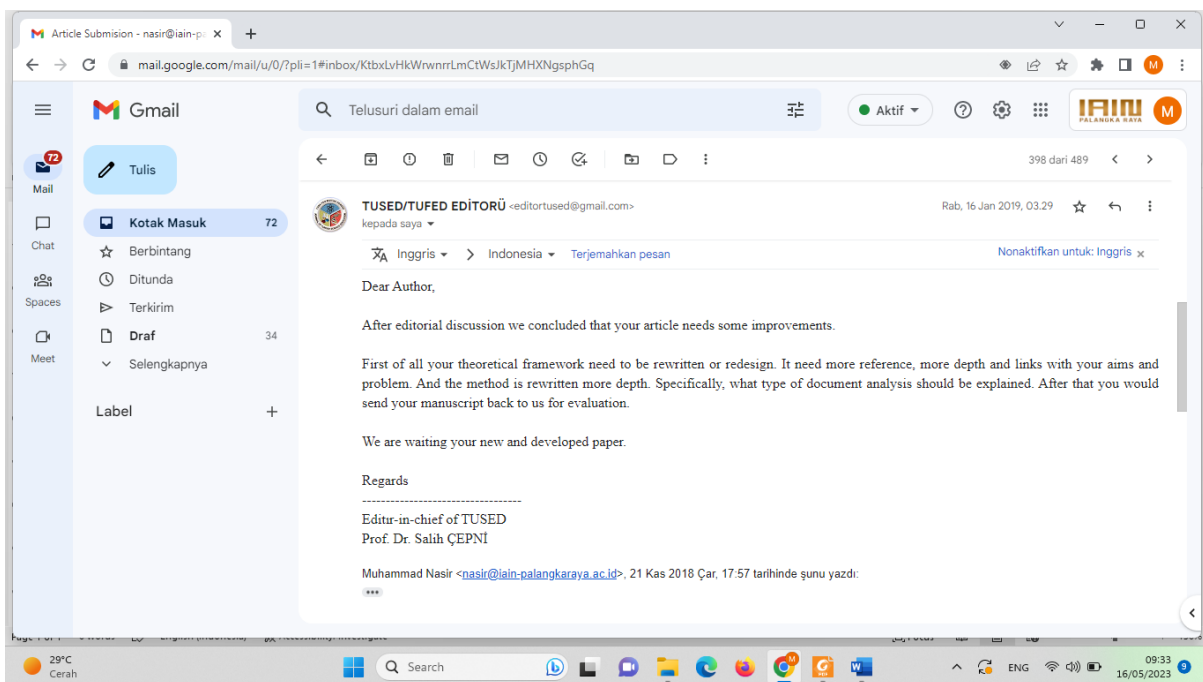 Article Submision - nasir@iain-pa
mail.google.com/mail/u/0/?pli=1#inbox/KtbxLvHkWrwnrrLmCtWsJkTjMHXNgsphGq
M
Gmail
Telusuri dalam email
Aktif
IAIN
PALANGKA RAYA
M
72
Mail
Chat
Spaces
Meet
Tulis
Kotak Masuk 72
Berbintang
Ditunda
Terkirim
Draf 34
Selengkapnya
Label
398 dari 489
TUSED/TUFED EDİTORÜ <editortused@gmail.com>
Rab, 16 Jan 2019, 03.29
kepada saya
Inggris Indonesia Terjemahkan pesan
Nonaktifkan untuk: Inggris x
Dear Author,
After editorial discussion we concluded that your article needs some improvements.
First of all your theoretical framework need to be rewritten or redesign. It need more reference, more depth and links with your aims and
problem. And the method is rewritten more depth. Specifically, what type of document analysis should be explained. After that you would
send your manuscript back to us for evaluation.
We are waiting your new and developed paper.
Regards
----------------------------------
Editır-in-chief of TUSED
Prof. Dr. Salih ÇEPNİ
Muhammad Nasir <nasir@iain-palangkaraya.ac.id>, 21 Kas 2018 Çar, 17:57 tarihinde şunu yazdı:
29°C
Cerah
Search
ENG
09:33
16/05/2023
9